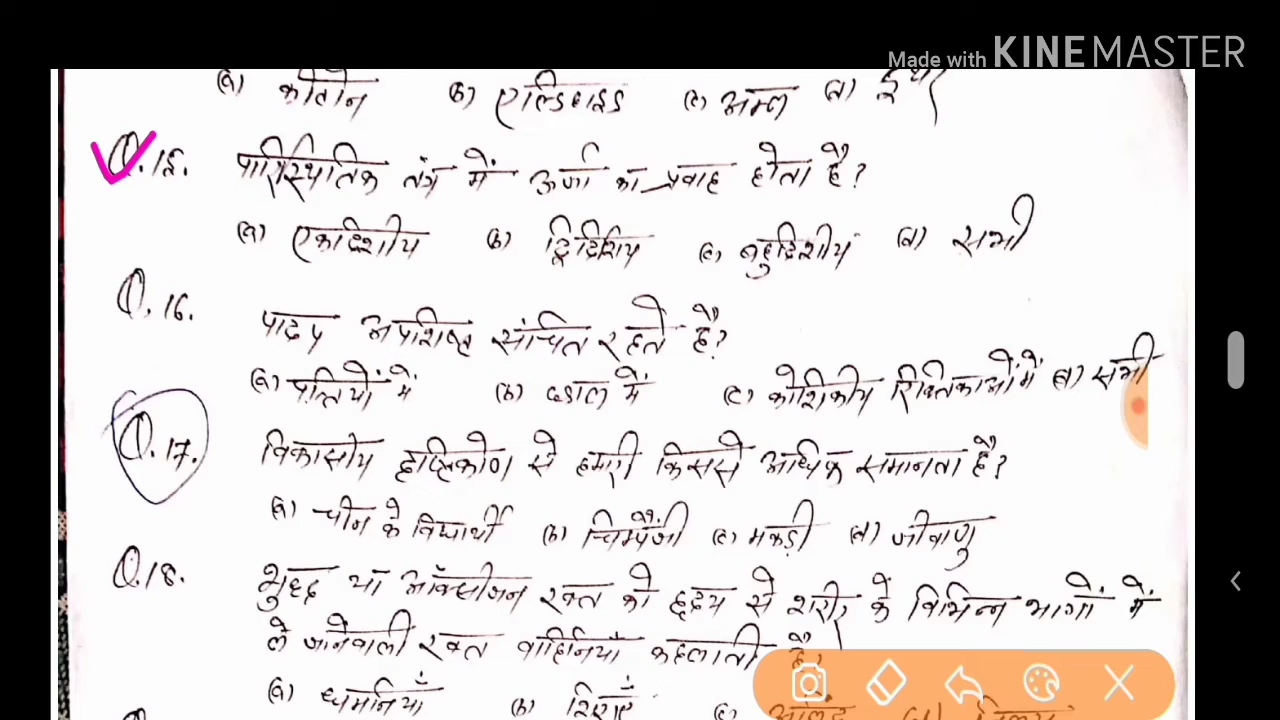 Made with KINEMASTER
(a) कीटोन (b) एल्डिहाइड (c) अम्ल (d) ईथर
Q.15. पारिस्थितिक तंत्र में ऊर्जा का प्रवाह होता है?
(a) एकदिशीय (b) द्विदिशिय (c) बहुदिशीय (d) सभी
Q.16. पादप अपशिष्ट संचित रहते है?
(a) पत्तियों में (b) छाल में (c) कोशिकीय रिक्तिकाओं में (d) सभी
Q.17. विकासीय दृष्टिकोण से हमारी किससे अधिक समानता है?
(a) चीन के विद्यार्थी (b) चिम्पैंजी (c) मकड़ी (d) जीवाणु
Q.18. शुद्ध या ऑक्सीजन रक्त को हृदय से शरीर के विभिन्न भागों में
ले जानेवाली रक्त वाहिनियाँ कहलाती है?
(a) धमनियाँ (b) शिराएँ (c)